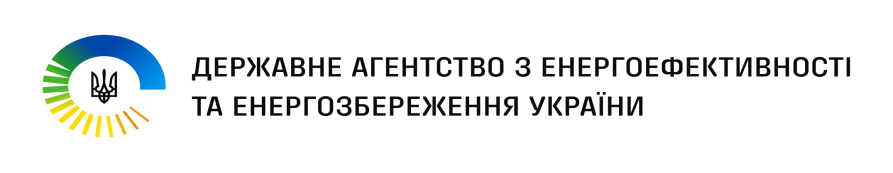 ДЕРЖАВНЕ АГЕНТСТВО З ЕНЕРГОЕФЕКТИВНОСТІ
ТА ЕНЕРГОЗБЕРЕЖЕННЯ УКРАЇНИ